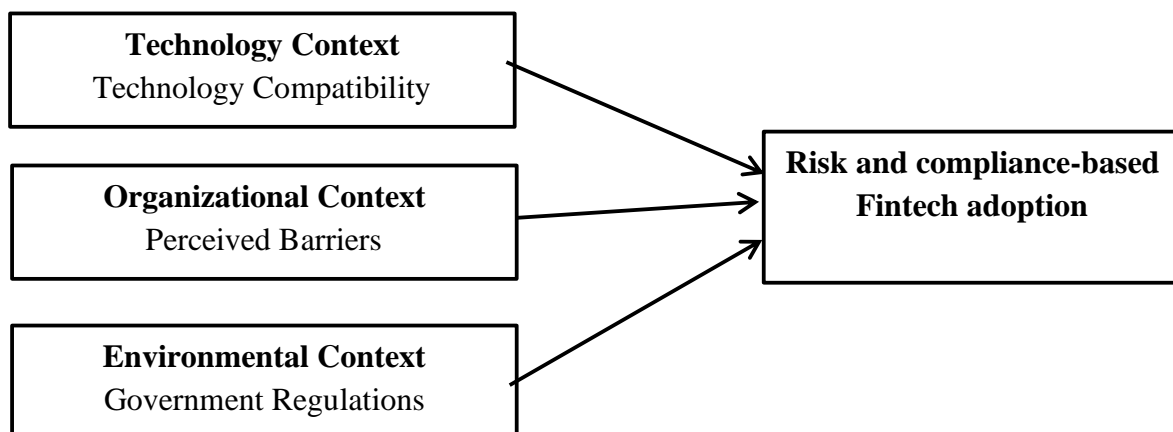 Technology Context
Technology Compatibility
Organizational Context
Perceived Barriers
Environmental Context
Government Regulations
Risk and compliance-based
Fintech adoption